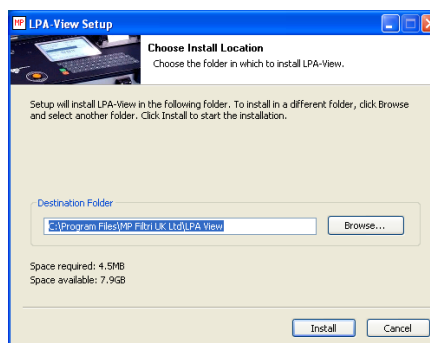 MP LPA-View Setup
Choose Install Location
Choose the folder in which to install LPA-View.
Setup will install LPA-View in the following folder. To install in a different folder, click Browse
and select another folder. Click Install to start the installation.
Destination Folder
C:\Program Files\MP Filtri UK Ltd\LPA View
Browse...
Space required: 4.5MB
Space available: 7.9GB
Install
Cancel